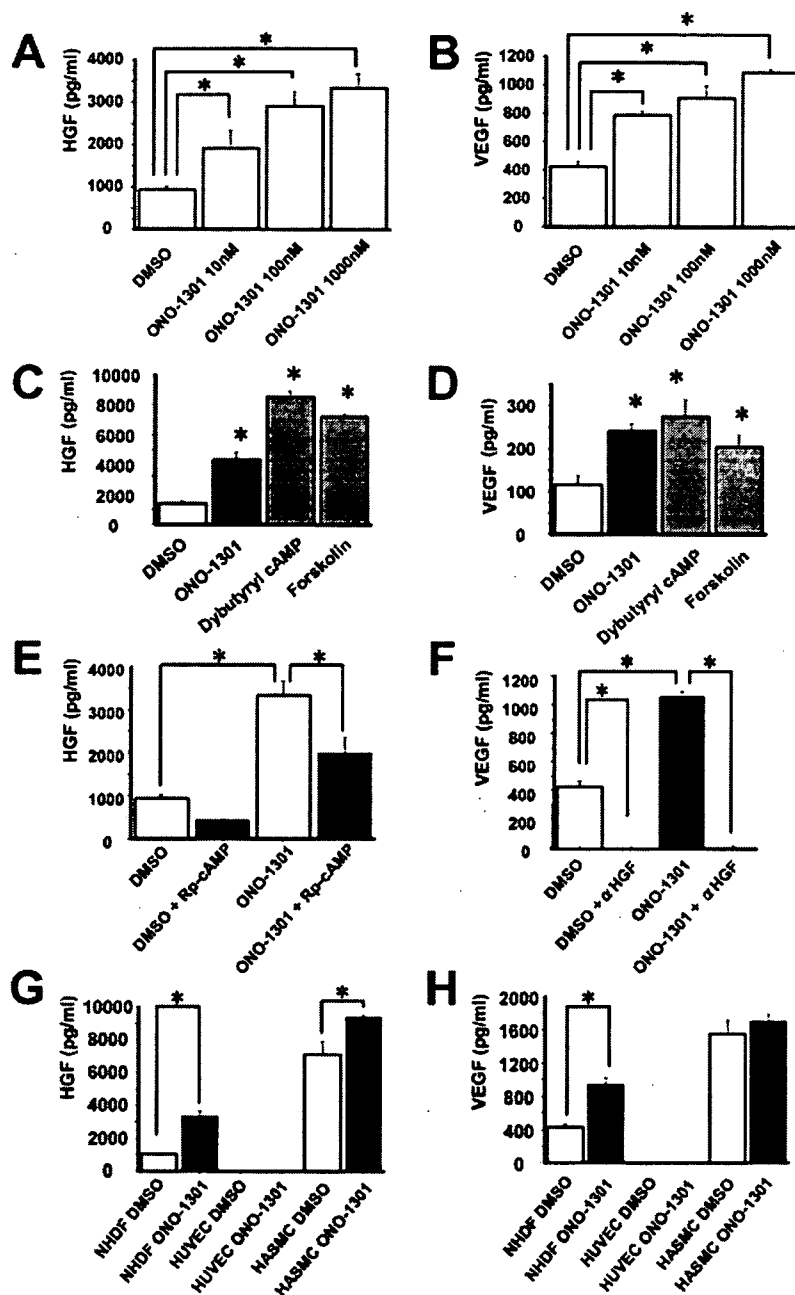 A
HGF (pg/ml)
4000
3000
2000
1000
0
*
*
*
DMSO
ONO-1301 10nM
ONO-1301 100nM
ONO-1301 1000nM
B
VEGF (pg/ml)
1200
1000
800
600
400
200
0
*
*
*
DMSO
ONO-1301 10nM
ONO-1301 100nM
ONO-1301 1000nM
C
HGF (pg/ml)
10000
8000
6000
4000
2000
0
*
*
*
DMSO
ONO-1301
Dybutyryl cAMP
Forskolin
D
VEGF (pg/ml)
300
200
100
0
*
*
*
DMSO
ONO-1301
Dybutyryl cAMP
Forskolin
E
HGF (pg/ml)
4000
3000
2000
1000
0
*
*
DMSO
DMSO + Rp-cAMP
ONO-1301
ONO-1301 + Rp-cAMP
F
VEGF (pg/ml)
1200
1000
800
600
400
200
0
*
*
*
DMSO
DMSO + α HGF
ONO-1301
ONO-1301 + α HGF
G
HGF (pg/ml)
10000
8000
6000
4000
2000
0
*
*
NHDF DMSO
NHDF ONO-1301
HUVEC DMSO
HUVEC ONO-1301
HASMC DMSO
HASMC ONO-1301
H
VEGF (pg/ml)
2000
1600
1200
800
400
0
*
NHDF DMSO
NHDF ONO-1301
HUVEC DMSO
HUVEC ONO-1301
HASMC DMSO
HASMC ONO-1301